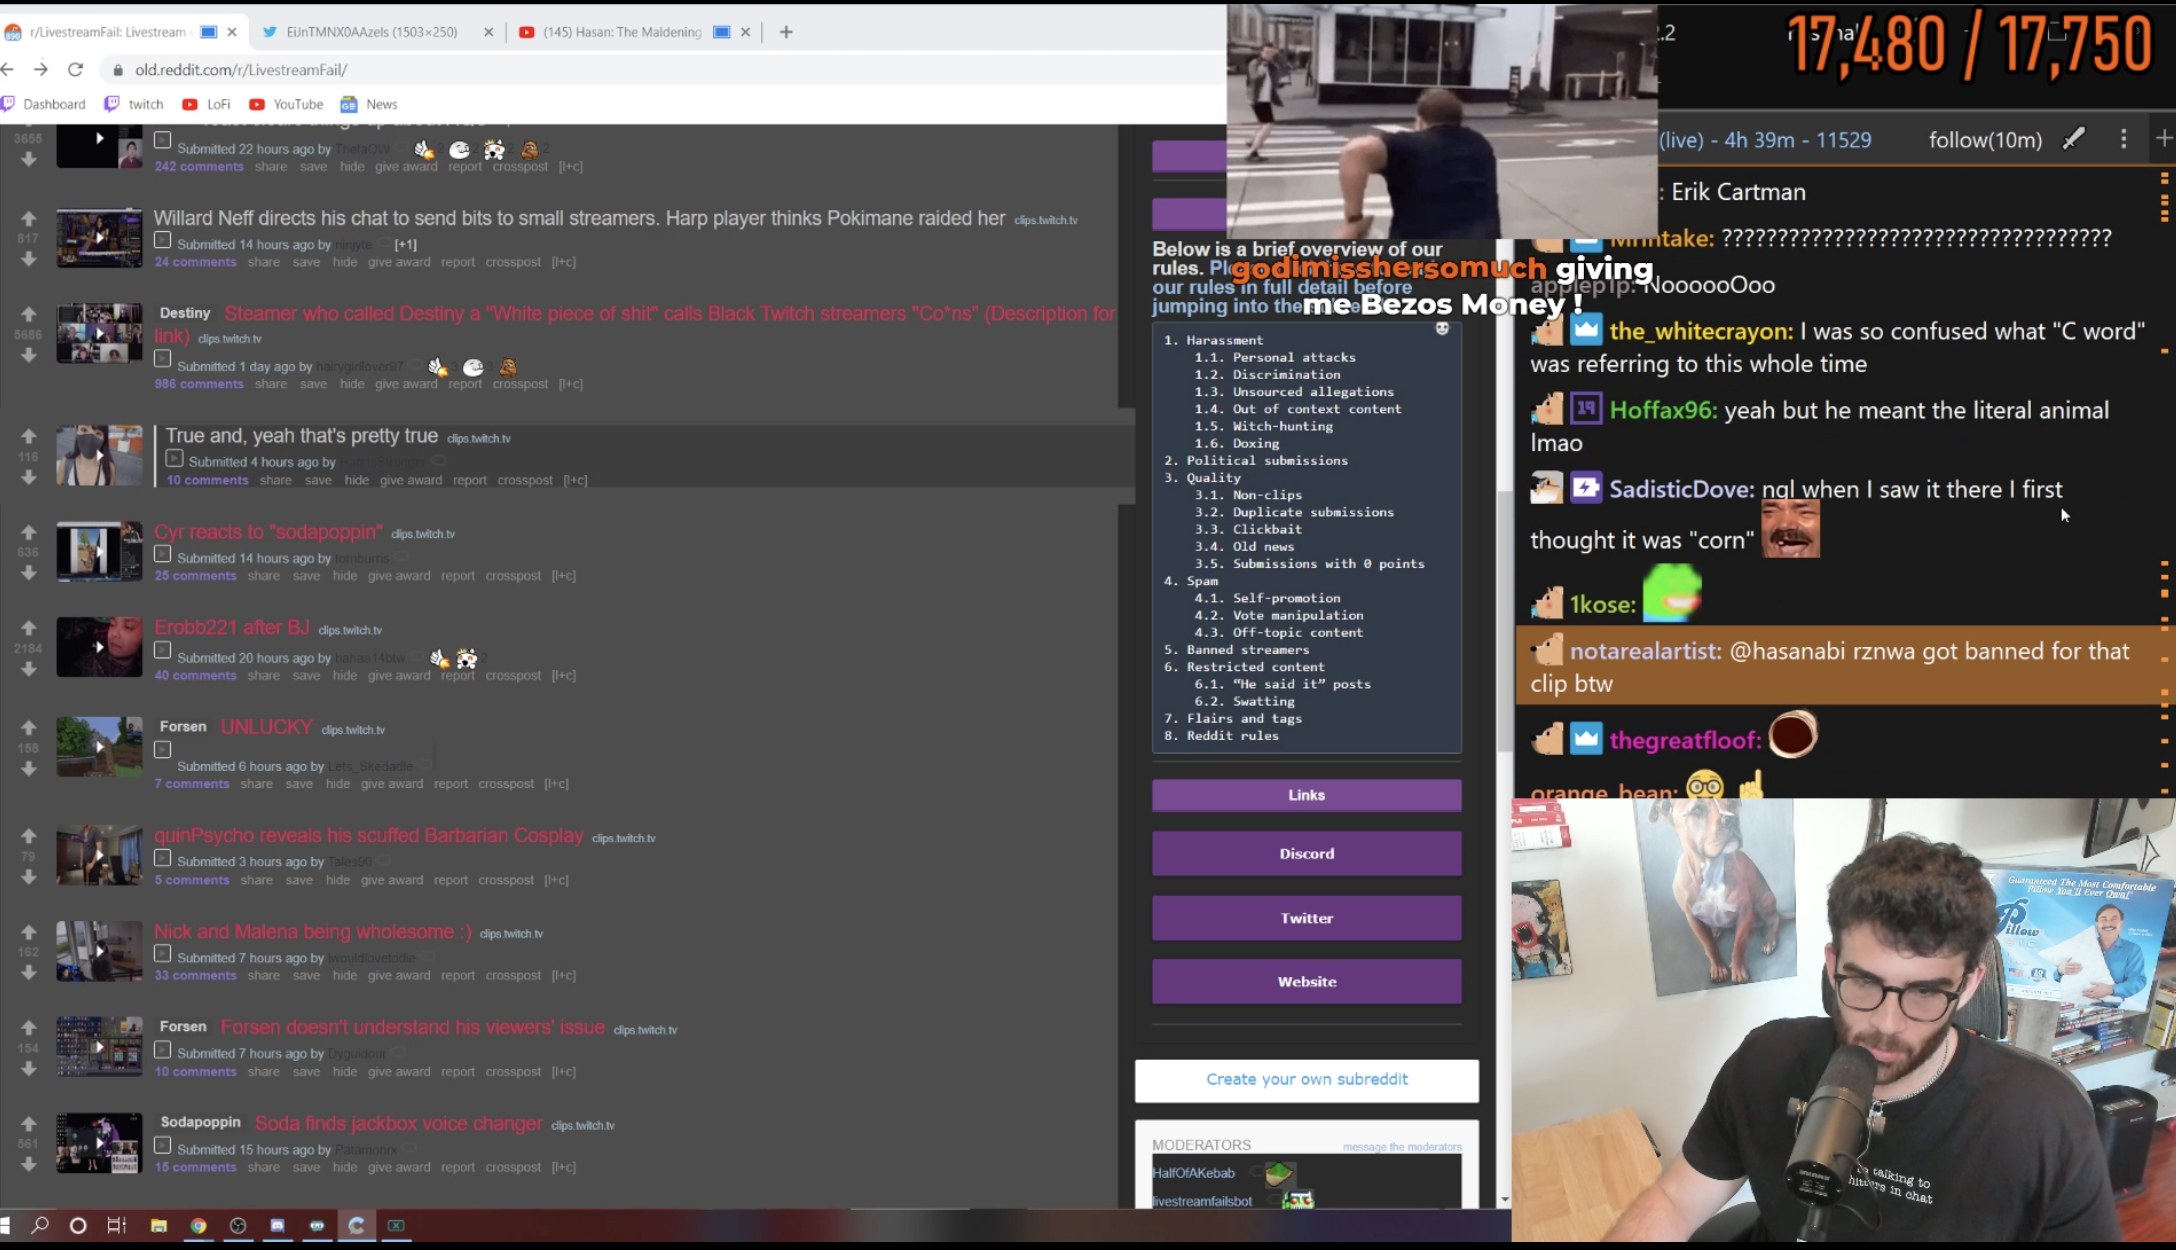 r/LivestreamFail: Livestream
EiJnTMNX0AAzels (1503×250)
(145) Hasan: The Maldening
old.reddit.com/r/LivestreamFail/
Dashboard
twitch
LoFi
YouTube
News
3655
Submitted 22 hours ago by ThetaOW
242 comments share save hide give award report crosspost [l+c]
817
Willard Neff directs his chat to send bits to small streamers. Harp player thinks Pokimane raided her clips.twitch.tv
Submitted 14 hours ago by [+1]
24 comments share save hide give award report crosspost [l+c]
5686
Destiny Steamer who called Destiny a "White piece of shit" calls Black Twitch streamers "Co*ns" (Description for
link) clips.twitch.tv
Submitted 1 day ago by hairygirllover97
986 comments share save hide give award report crosspost [l+c]
116
True and, yeah that's pretty true clips.twitch.tv
Submitted 4 hours ago by
10 comments share save hide give award report crosspost [l+c]
636
Cyr reacts to "sodapoppin" clips.twitch.tv
Submitted 14 hours ago by
25 comments share save hide give award report crosspost [l+c]
2184
Erobb221 after BJ clips.twitch.tv
Submitted 20 hours ago by
40 comments share save hide give award report crosspost [l+c]
158
Forsen UNLUCKY clips.twitch.tv
Submitted 6 hours ago by Lets_Skedadle
7 comments share save hide give award report crosspost [l+c]
79
quinPsycho reveals his scuffed Barbarian Cosplay clips.twitch.tv
Submitted 3 hours ago by Tales90
5 comments share save hide give award report crosspost [l+c]
162
Nick and Malena being wholesome :) clips.twitch.tv
Submitted 7 hours ago by iwouldlovetodie
33 comments share save hide give award report crosspost [l+c]
154
Forsen Forsen doesn't understand his viewers' issue clips.twitch.tv
Submitted 7 hours ago by Dyguidour
10 comments share save hide give award report crosspost [l+c]
561
Sodapoppin Soda finds jackbox voice changer clips.twitch.tv
Submitted 15 hours ago by Patamonrx
15 comments share save hide give award report crosspost [l+c]
Below is a brief overview of our
rules.
our rules in full detail before
jumping into the
godimisshersomuch giving
me Bezos Money !
1. Harassment
1.1. Personal attacks
1.2. Discrimination
1.3. Unsourced allegations
1.4. Out of context content
1.5. Witch-hunting
1.6. Doxing
2. Political submissions
3. Quality
3.1. Non-clips
3.2. Duplicate submissions
3.3. Clickbait
3.4. Old news
3.5. Submissions with 0 points
4. Spam
4.1. Self-promotion
4.2. Vote manipulation
4.3. Off-topic content
5. Banned streamers
6. Restricted content
6.1. “He said it” posts
6.2. Swatting
7. Flairs and tags
8. Reddit rules
Links
Discord
Twitter
Website
Create your own subreddit
MODERATORS
message the moderators
HalfOfAKebab
livestreamfailsbot
17,480 / 17,750
(live) - 4h 39m - 11529
follow(10m)
: Erik Cartman
????????????????????????????????????
applep1p: NoooooOoo
the_whitecrayon: I was so confused what "C word"
was referring to this whole time
Hoffax96: yeah but he meant the literal animal
lmao
SadisticDove: ngl when I saw it there I first
thought it was "corn"
1kose:
notarealartist: @hasanabi rznwa got banned for that
clip btw
thegreatfloof:
orange_bean:
Guaranteed The Most Comfortable
Pillow You'll Ever Own!
talking to
in chat